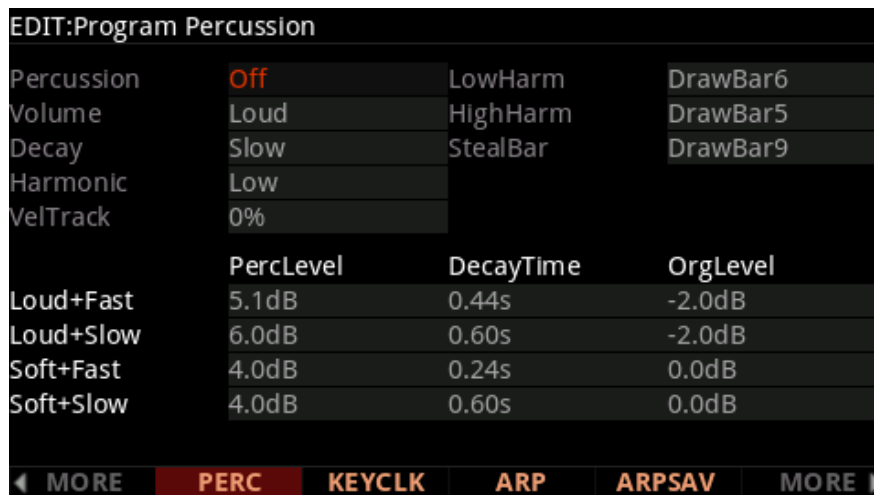 EDIT:Program Percussion
Percussion Off LowHarm DrawBar6
Volume Loud HighHarm DrawBar5
Decay Slow StealBar DrawBar9
Harmonic Low
VelTrack 0%
PercLevel DecayTime OrgLevel
Loud+Fast 5.1dB 0.44s -2.0dB
Loud+Slow 6.0dB 0.60s -2.0dB
Soft+Fast 4.0dB 0.24s 0.0dB
Soft+Slow 4.0dB 0.60s 0.0dB
MORE PERC KEYCLK ARP ARPSAV MORE